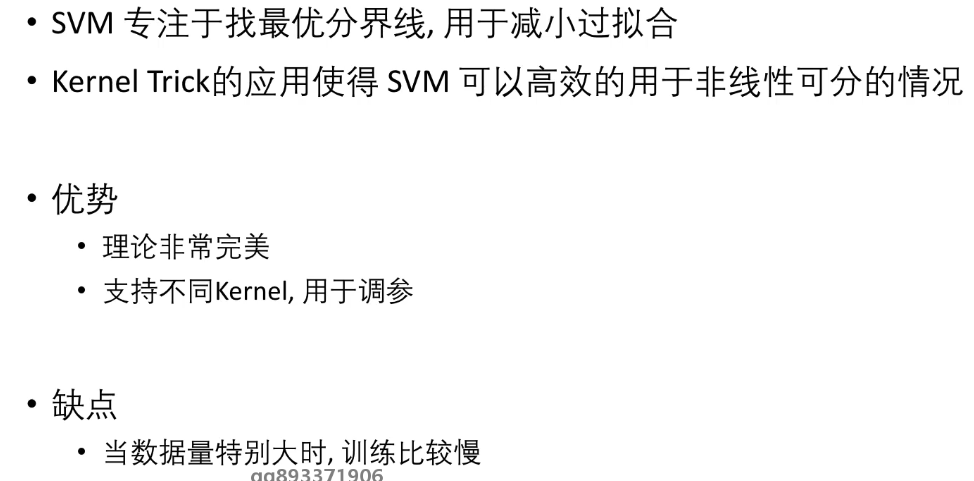 • SVM 专注于找最优分界线, 用于减小过拟合
• Kernel Trick的应用使得 SVM 可以高效的用于非线性可分的情况
• 优势
• 理论非常完美
• 支持不同Kernel, 用于调参
• 缺点
• 当数据量特别大时, 训练比较慢
qq893371906